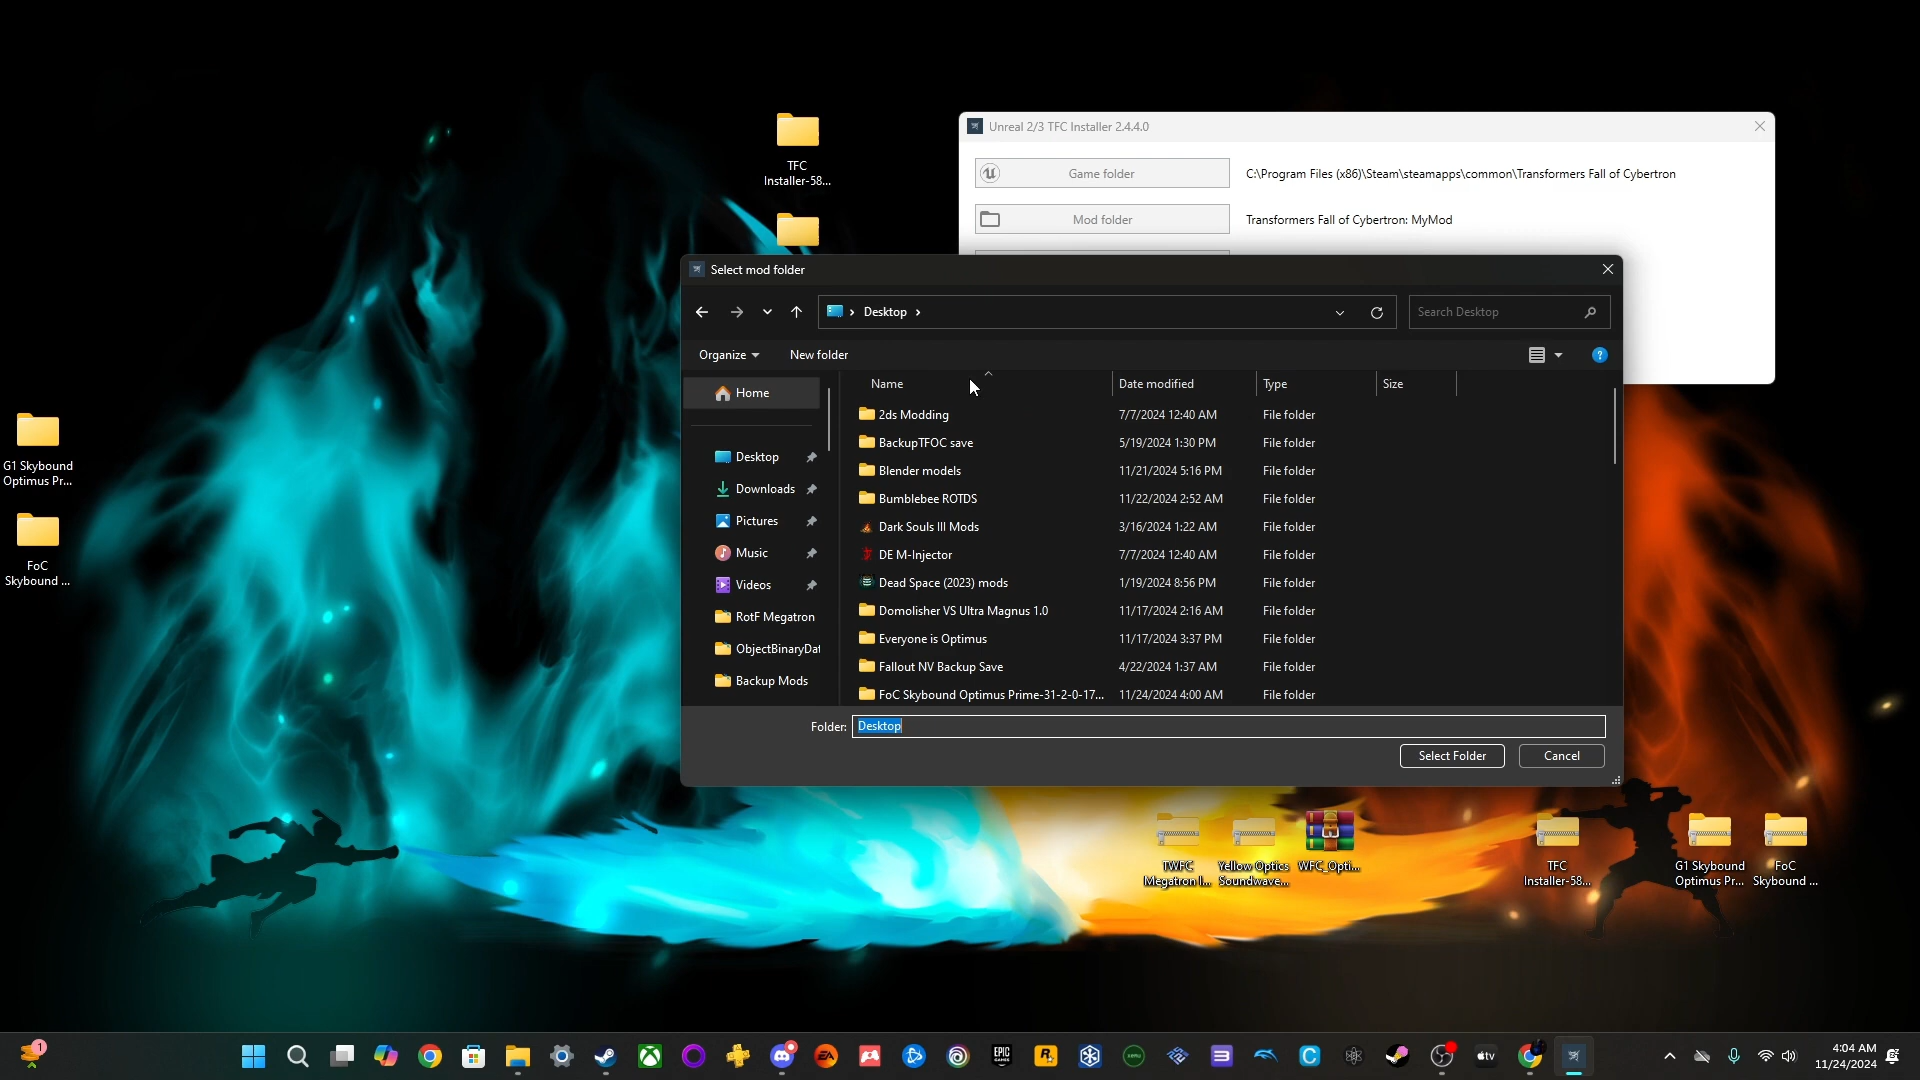 TFC
Installer-58...
G1 Skybound
Optimus Pr...
FoC
Skybound ...
Unreal 2/3 TFC Installer 2.4.4.0
Game folder
C:\Program Files (x86)\Steam\steamapps\common\Transformers Fall of Cybertron
Mod folder
Transformers Fall of Cybertron: MyMod
Select mod folder
Desktop
Search Desktop
Organize
New folder
Name
Date modified
Type
Size
Home
Desktop
Downloads
Pictures
Music
Videos
RotF Megatron
ObjectBinaryDat
Backup Mods
2ds Modding 7/7/2024 12:40 AM File folder
BackupTFOC save 5/19/2024 1:30 PM File folder
Blender models 11/21/2024 5:16 PM File folder
Bumblebee ROTDS 11/22/2024 2:52 AM File folder
Dark Souls III Mods 3/16/2024 1:22 AM File folder
DE M-Injector 7/7/2024 12:40 AM File folder
Dead Space (2023) mods 1/19/2024 8:56 PM File folder
Domolisher VS Ultra Magnus 1.0 11/17/2024 2:16 AM File folder
Everyone is Optimus 11/17/2024 3:37 PM File folder
Fallout NV Backup Save 4/22/2024 1:37 AM File folder
FoC Skybound Optimus Prime-31-2-0-17... 11/24/2024 4:00 AM File folder
Folder: Desktop
Select Folder
Cancel
TWFC
Megatron I...
Yellow Optics
Soundwave...
WFC_Opti...
TFC
Installer-58...
G1 Skybound
Optimus Pr...
FoC
Skybound ...
1
EA
EPIC
GAMES
R
tv
4:04 AM
11/24/2024